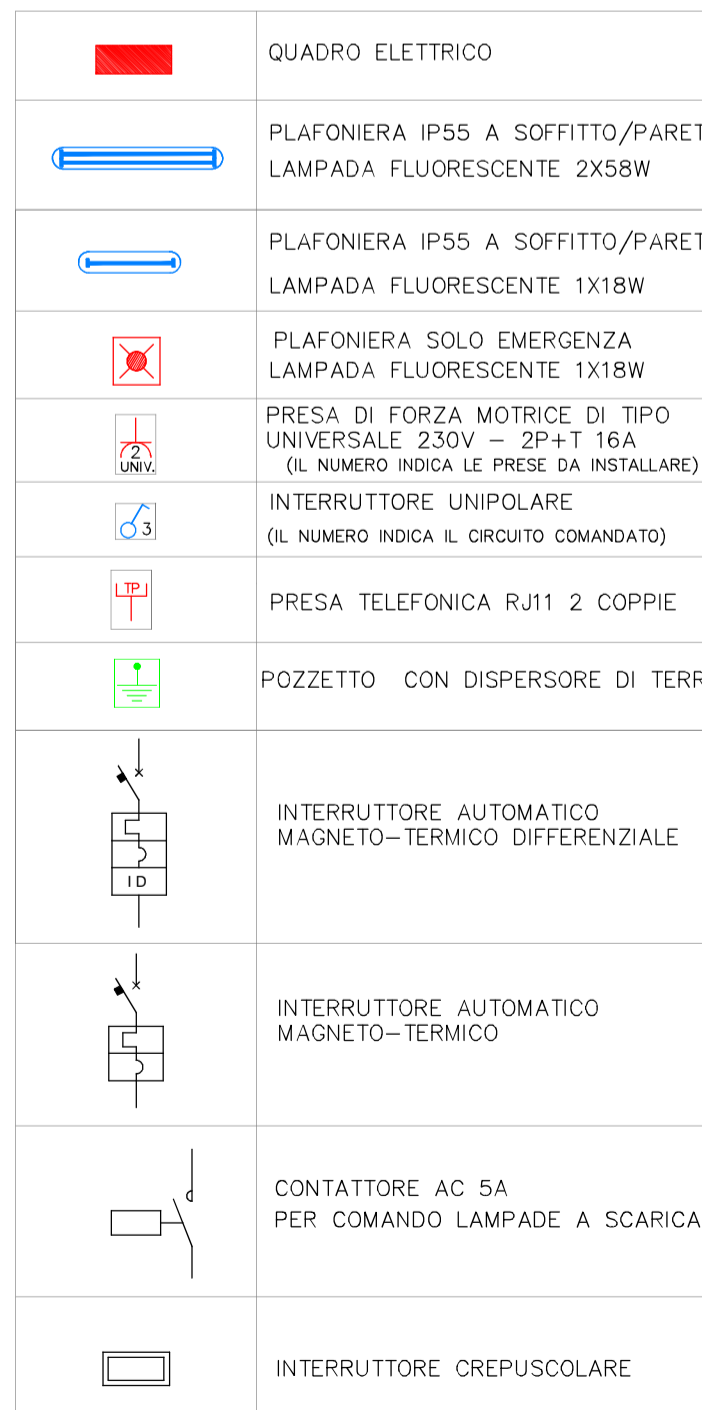 QUADRO ELETTRICO
PLAFONIERA IP55 A SOFFITTO/PARET
LAMPADA FLUORESCENTE 2X58W
PLAFONIERA IP55 A SOFFITTO/PARET
LAMPADA FLUORESCENTE 1X18W
PLAFONIERA SOLO EMERGENZA
LAMPADA FLUORESCENTE 1X18W
2
UNIV.
PRESA DI FORZA MOTRICE DI TIPO
UNIVERSALE 230V – 2P+T 16A
(IL NUMERO INDICA LE PRESE DA INSTALLARE)
3
INTERRUTTORE UNIPOLARE
(IL NUMERO INDICA IL CIRCUITO COMANDATO)
TP
PRESA TELEFONICA RJ11 2 COPPIE
POZZETTO CON DISPERSORE DI TERR
ID
INTERRUTTORE AUTOMATICO
MAGNETO–TERMICO DIFFERENZIALE
INTERRUTTORE AUTOMATICO
MAGNETO–TERMICO
CONTATTORE AC 5A
PER COMANDO LAMPADE A SCARICA
INTERRUTTORE CREPUSCOLARE